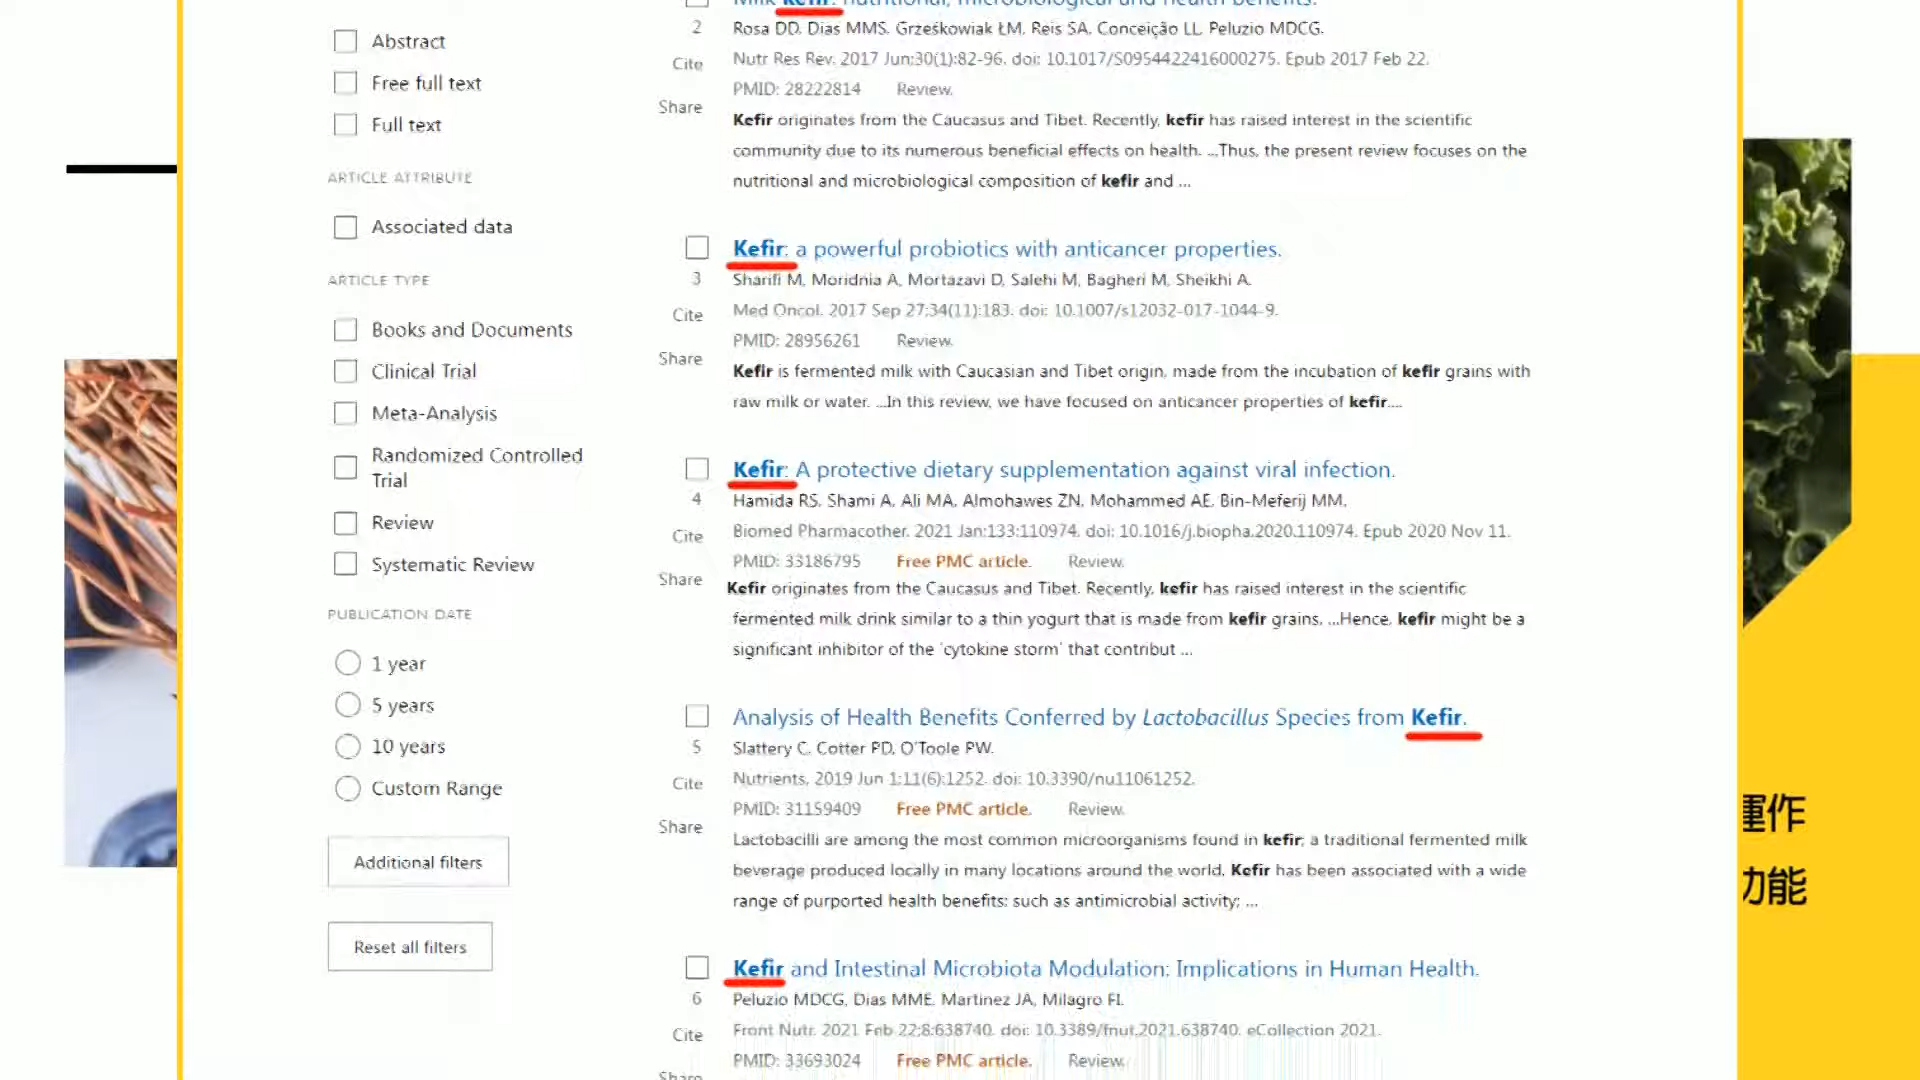 Abstract
Free full text
Full text
ARTICLE ATTRIBUTE
Associated data
ARTICLE TYPE
Books and Documents
Clinical Trial
Meta-Analysis
Randomized Controlled
Trial
Review
Systematic Review
PUBLICATION DATE
1 year
5 years
10 years
Custom Range
Additional filters
Reset all filters
Milk Kefir: nutritional, microbiological and health benefits.
2
Rosa DD, Dias MMS, Grześkowiak ŁM, Reis SA, Conceição LL, Peluzio MDCG.
Cite
Nutr Res Rev. 2017 Jun;30(1):82-96. doi: 10.1017/S0954422416000275. Epub 2017 Feb 22.
PMID: 28222814 Review.
Share
Kefir originates from the Caucasus and Tibet. Recently, kefir has raised interest in the scientific
community due to its numerous beneficial effects on health. ...Thus, the present review focuses on the
nutritional and microbiological composition of kefir and ...
Kefir: a powerful probiotics with anticancer properties.
3
Sharifi M, Moridnia A, Mortazavi D, Salehi M, Bagheri M, Sheikhi A.
Cite
Med Oncol. 2017 Sep 27;34(11):183. doi: 10.1007/s12032-017-1044-9.
PMID: 28956261 Review.
Share
Kefir is fermented milk with Caucasian and Tibet origin, made from the incubation of kefir grains with
raw milk or water. ...In this review, we have focused on anticancer properties of kefir....
Kefir: A protective dietary supplementation against viral infection.
4
Hamida RS, Shami A, Ali MA, Almohawes ZN, Mohammed AE, Bin-Meferij MM.
Cite
Biomed Pharmacother. 2021 Jan;133:110974. doi: 10.1016/j.biopha.2020.110974. Epub 2020 Nov 11.
PMID: 33186795 Free PMC article. Review.
Share
Kefir originates from the Caucasus and Tibet. Recently, kefir has raised interest in the scientific
fermented milk drink similar to a thin yogurt that is made from kefir grains. ...Hence, kefir might be a
significant inhibitor of the 'cytokine storm' that contribut ...
Analysis of Health Benefits Conferred by Lactobacillus Species from Kefir.
5
Slattery C, Cotter PD, O'Toole PW.
Cite
Nutrients. 2019 Jun 1;11(6):1252. doi: 10.3390/nu11061252.
PMID: 31159409 Free PMC article. Review.
Share
Lactobacilli are among the most common microorganisms found in kefir; a traditional fermented milk
beverage produced locally in many locations around the world. Kefir has been associated with a wide
range of purported health benefits; such as antimicrobial activity; ...
Kefir and Intestinal Microbiota Modulation: Implications in Human Health.
6
Peluzio MDCG, Dias MME, Martinez JA, Milagro FI.
Cite
Front Nutr. 2021 Feb 22;8:638740. doi: 10.3389/fnut.2021.638740. eCollection 2021.
PMID: 33693024 Free PMC article. Review.
Share
運作
功能